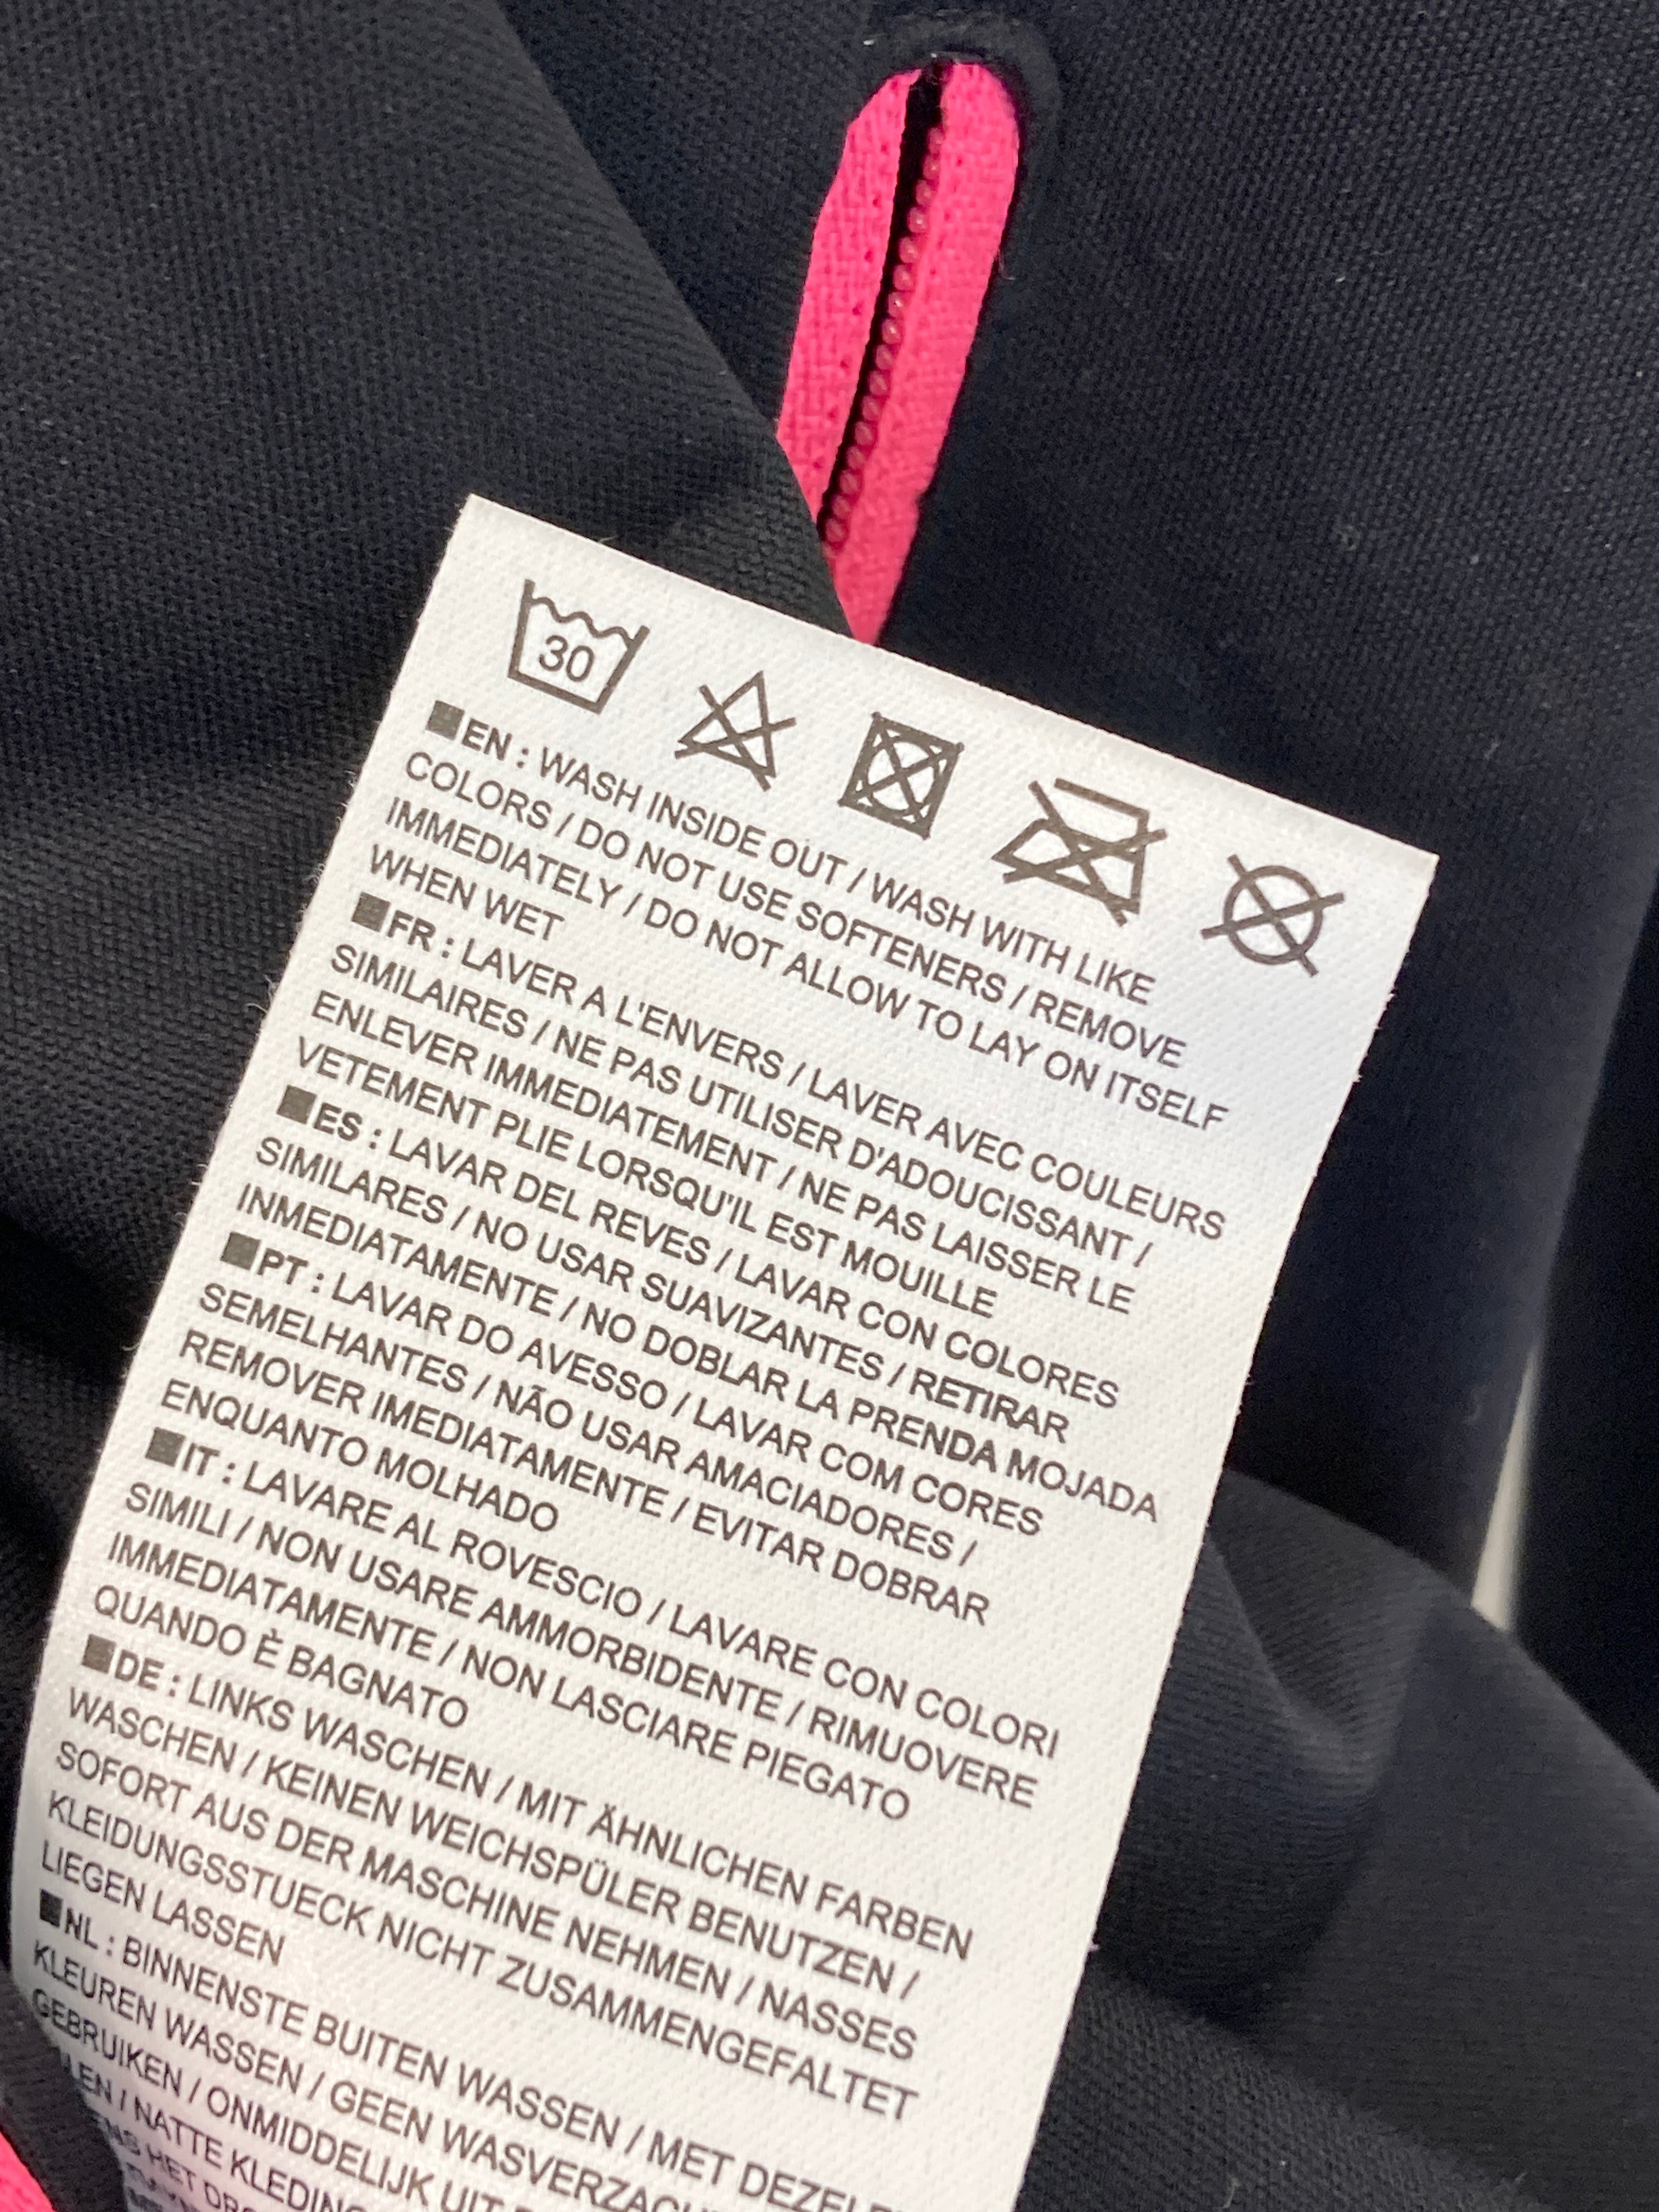 30
■EN : WASH INSIDE OUT / WASH WITH LIKE
COLORS / DO NOT USE SOFTENERS / REMOVE
IMMEDIATELY / DO NOT ALLOW TO LAY ON ITSELF
WHEN WET
■FR : LAVER A L'ENVERS / LAVER AVEC COULEURS
SIMILAIRES / NE PAS UTILISER D'ADOUCISSANT /
ENLEVER IMMEDIATEMENT / NE PAS LAISSER LE
VETEMENT PLIE LORSQU'IL EST MOUILLE
■ES : LAVAR DEL REVES / LAVAR CON COLORES
SIMILARES / NO USAR SUAVIZANTES / RETIRAR
INMEDIATAMENTE / NO DOBLAR LA PRENDA MOJADA
■PT : LAVAR DO AVESSO / LAVAR COM CORES
SEMELHANTES / NÃO USAR AMACIADORES /
REMOVER IMEDIATAMENTE / EVITAR DOBRAR
ENQUANTO MOLHADO
■IT : LAVARE AL ROVESCIO / LAVARE CON COLORI
SIMILI / NON USARE AMMORBIDENTE / RIMUOVERE
IMMEDIATAMENTE / NON LASCIARE PIEGATO
QUANDO È BAGNATO
■DE : LINKS WASCHEN / MIT ÄHNLICHEN FARBEN
WASCHEN / KEINEN WEICHSPÜLER BENUTZEN /
SOFORT AUS DER MASCHINE NEHMEN / NASSES
KLEIDUNGSSTUECK NICHT ZUSAMMENGEFALTET
LIEGEN LASSEN
■NL : BINNENSTE BUITEN WASSEN / MET DEZEL
KLEUREN WASSEN / GEEN WASVERZAC
GEBRUIKEN / ONMIDDELIJK UIT
LEN / NATTE KLEDING
HET